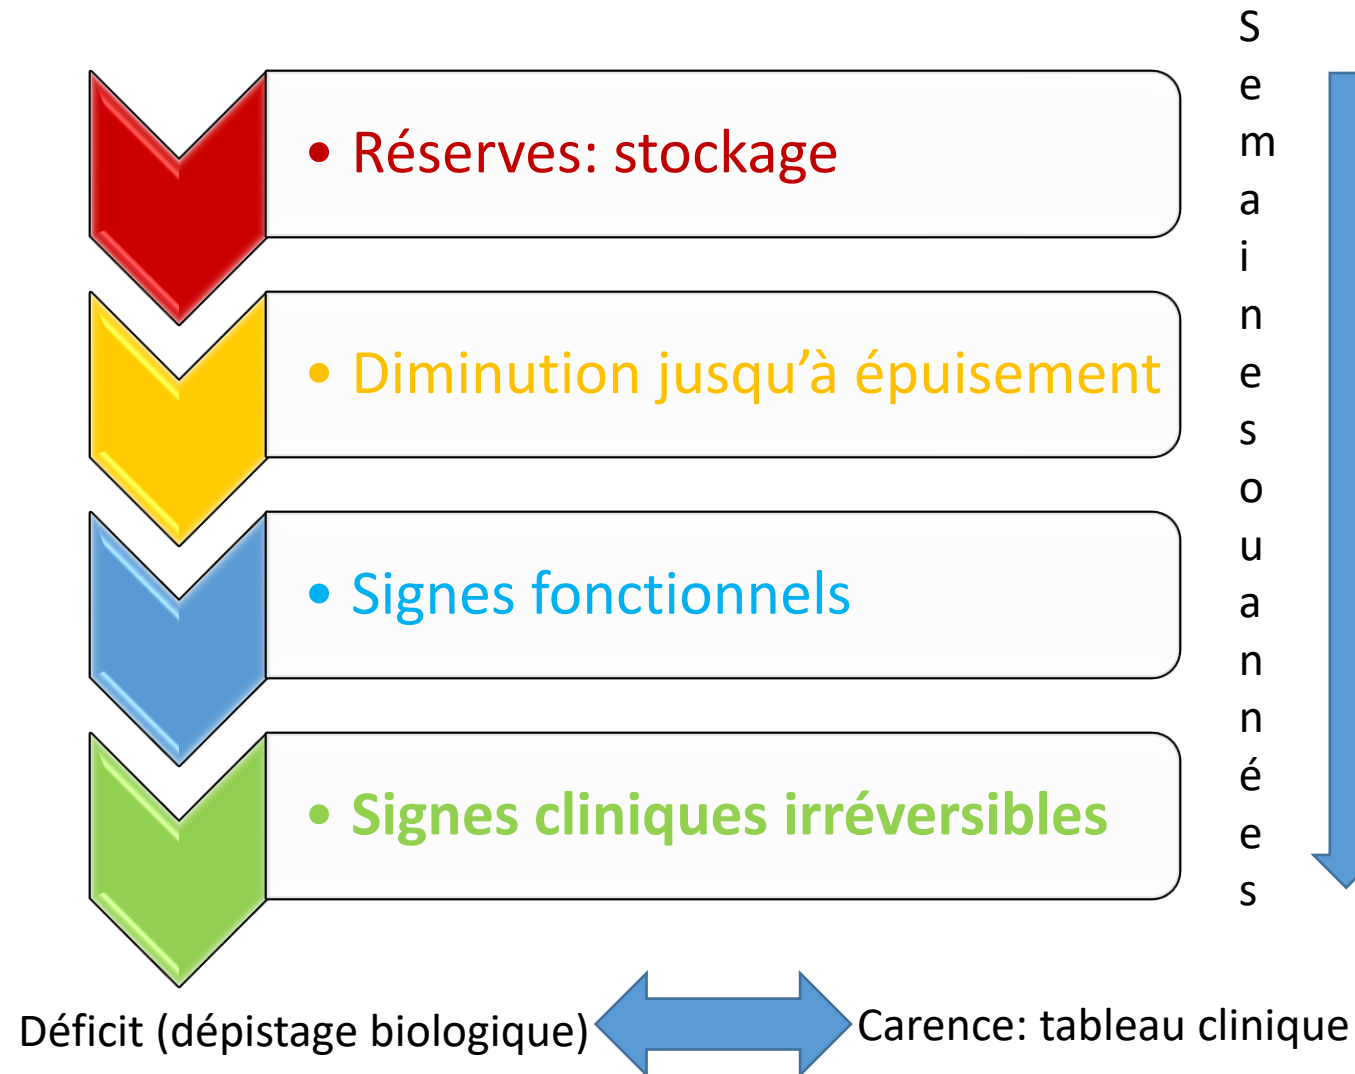 • Réserves: stockage
• Diminution jusqu’à épuisement
• Signes fonctionnels
• Signes cliniques irréversibles
Semaines ou années
Déficit (dépistage biologique)
Carence: tableau clinique